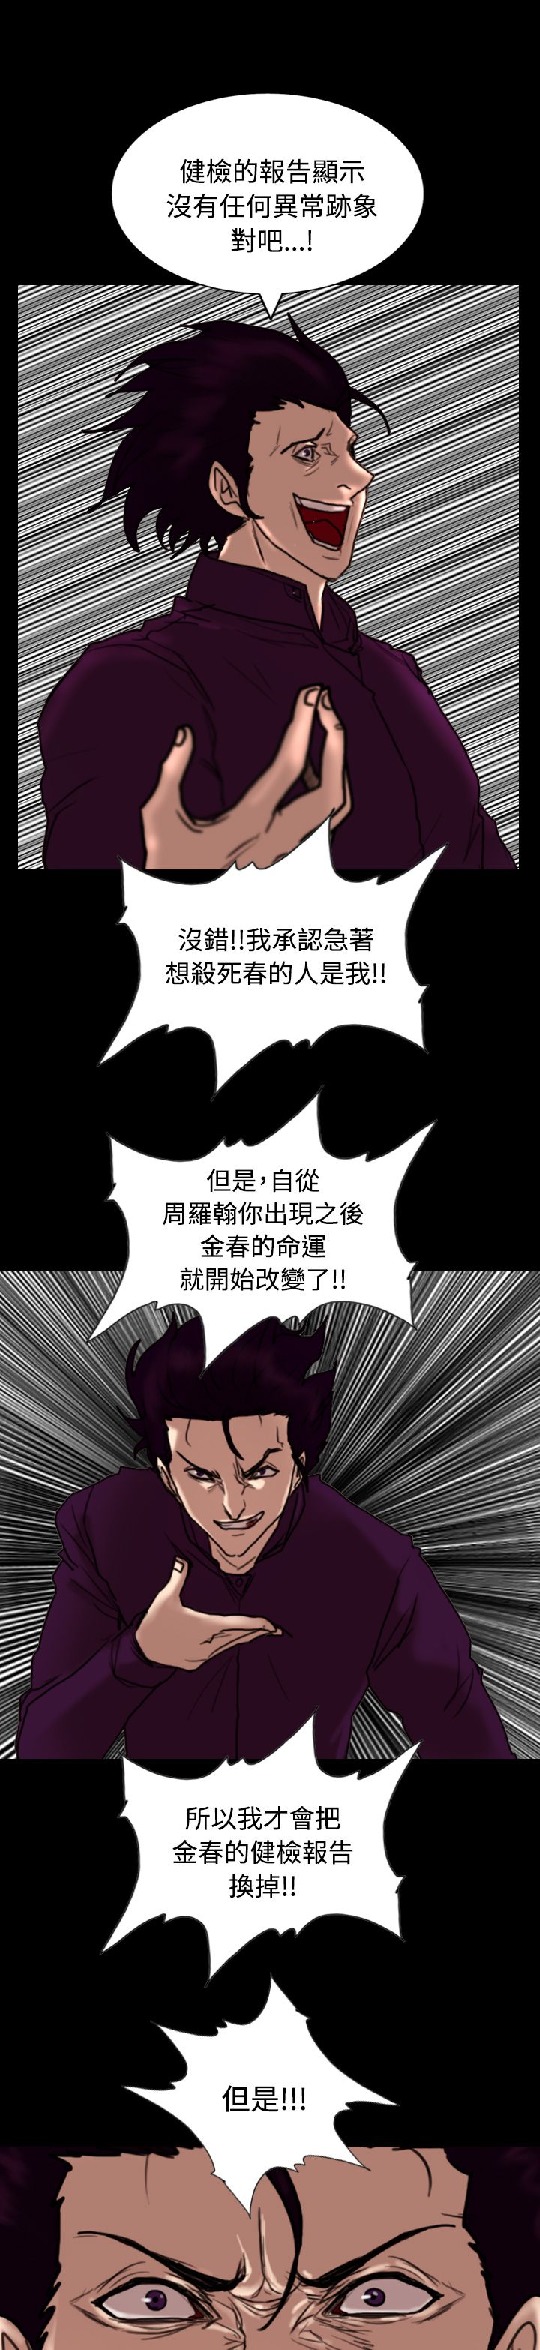 健檢的報告顯示
沒有任何異常跡象
對吧...!
沒錯!!我承認急著
想殺死春的人是我!!
但是,自從
周羅翰你出現之後
金春的命運
就開始改變了!!
所以我才會把
金春的健檢報告
換掉!!
但是!!!